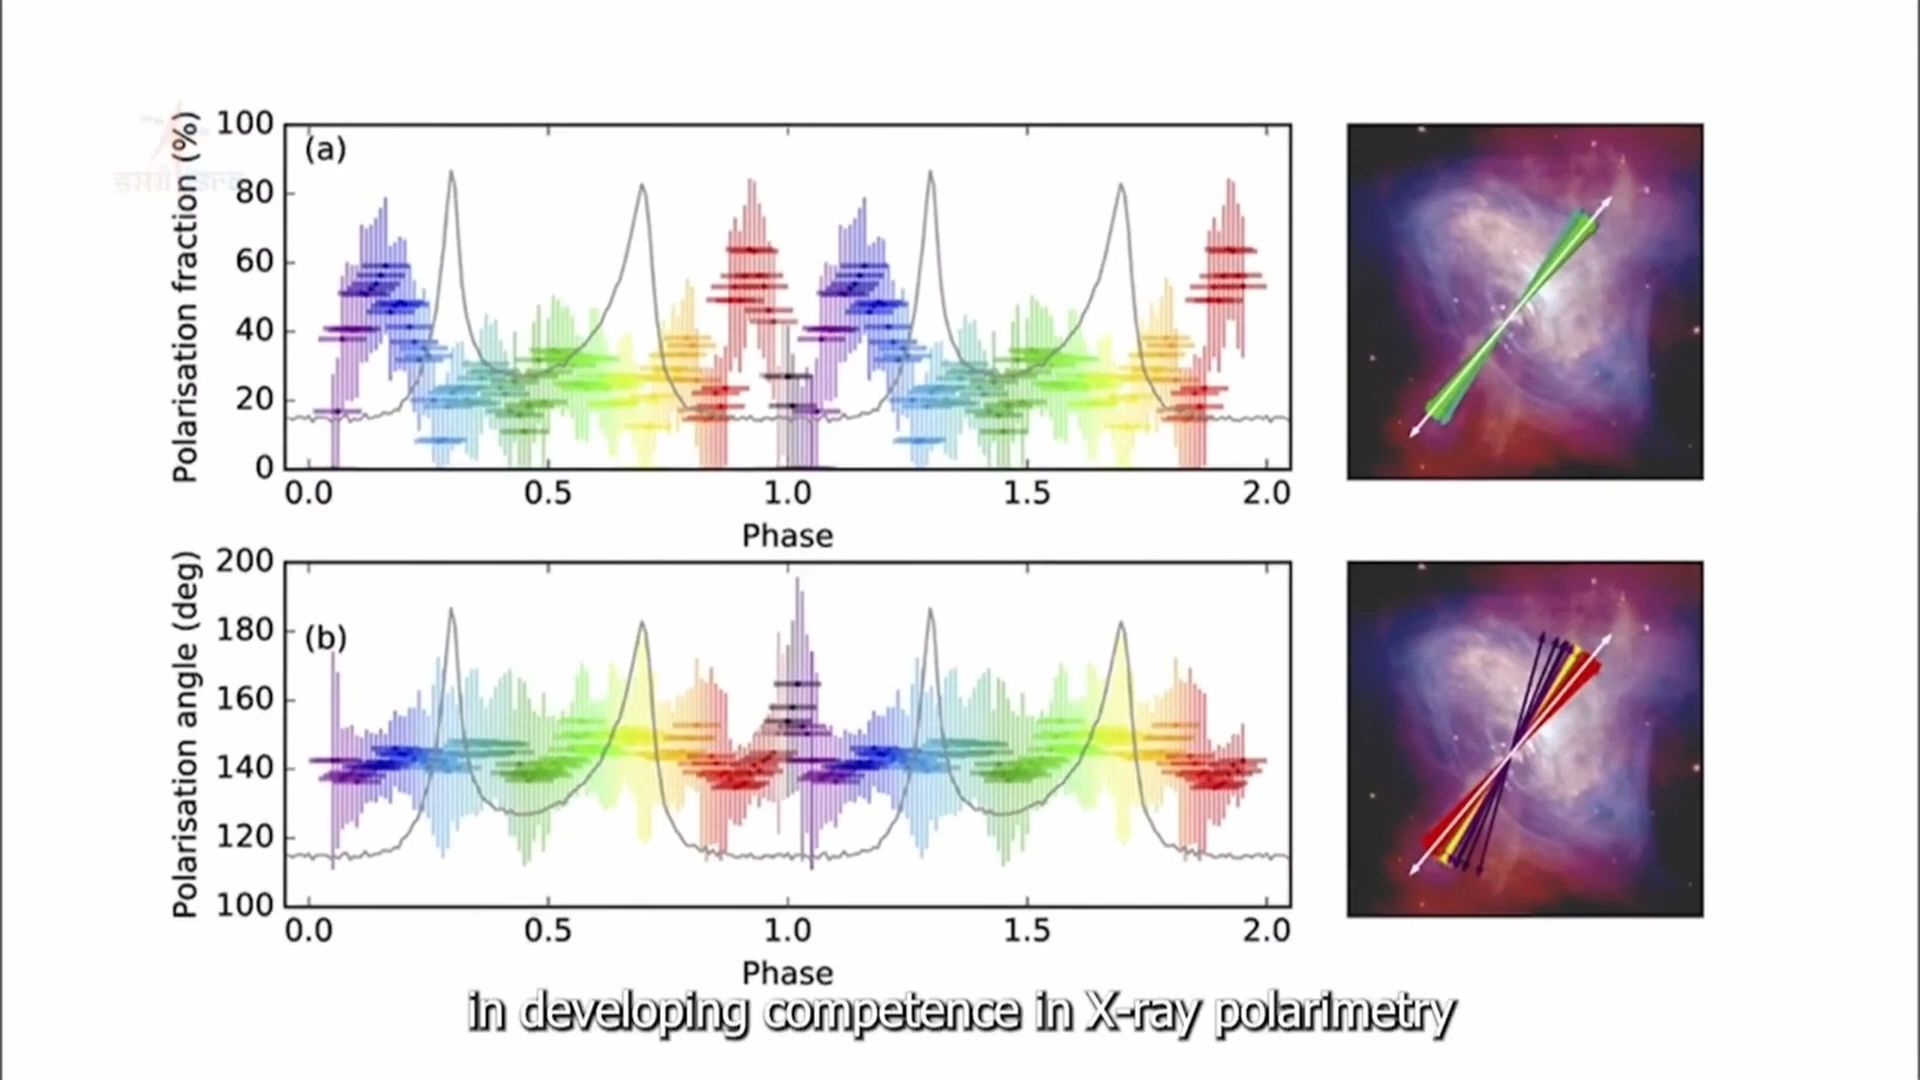 Polarisation fraction (%)
100
80
60
40
20
0
(a)
0.0 0.5 1.0 1.5 2.0
Phase
Polarisation angle (deg)
200
180
160
140
120
100
(b)
0.0 0.5 1.0 1.5 2.0
Phase
in developing competence in X-ray polarimetry
इसरो isro